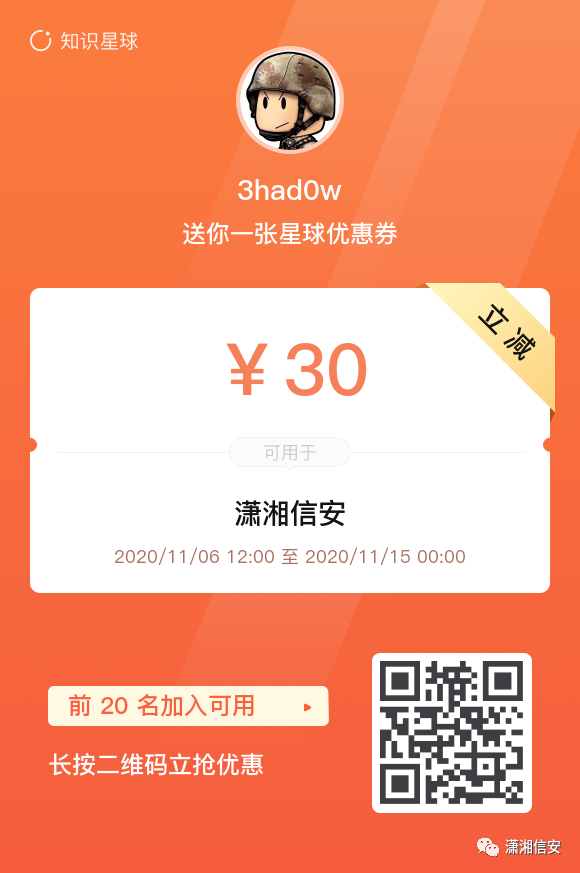 知识星球
3had0w
送你一张星球优惠券
立减
¥30
可用于
潇湘信安
2020/11/06 12:00 至 2020/11/15 00:00
前 20 名加入可用
长按二维码立抢优惠
潇湘信安